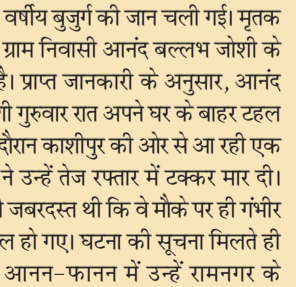 वर्षीय बुजुर्ग की जान चली गई। मृतक
ग्राम निवासी आनंद बल्लभ जोशी के
है। प्राप्त जानकारी के अनुसार, आनंद
गुरुवार रात अपने घर के बाहर टहल
दौरान काशीपुर की ओर से आ रही एक
ने उन्हें तेज रफ्तार में टक्कर मार दी।
जबरदस्त थी कि वे मौके पर ही गंभीर
हो गए। घटना की सूचना मिलते ही
आनन-फानन में उन्हें रामनगर के